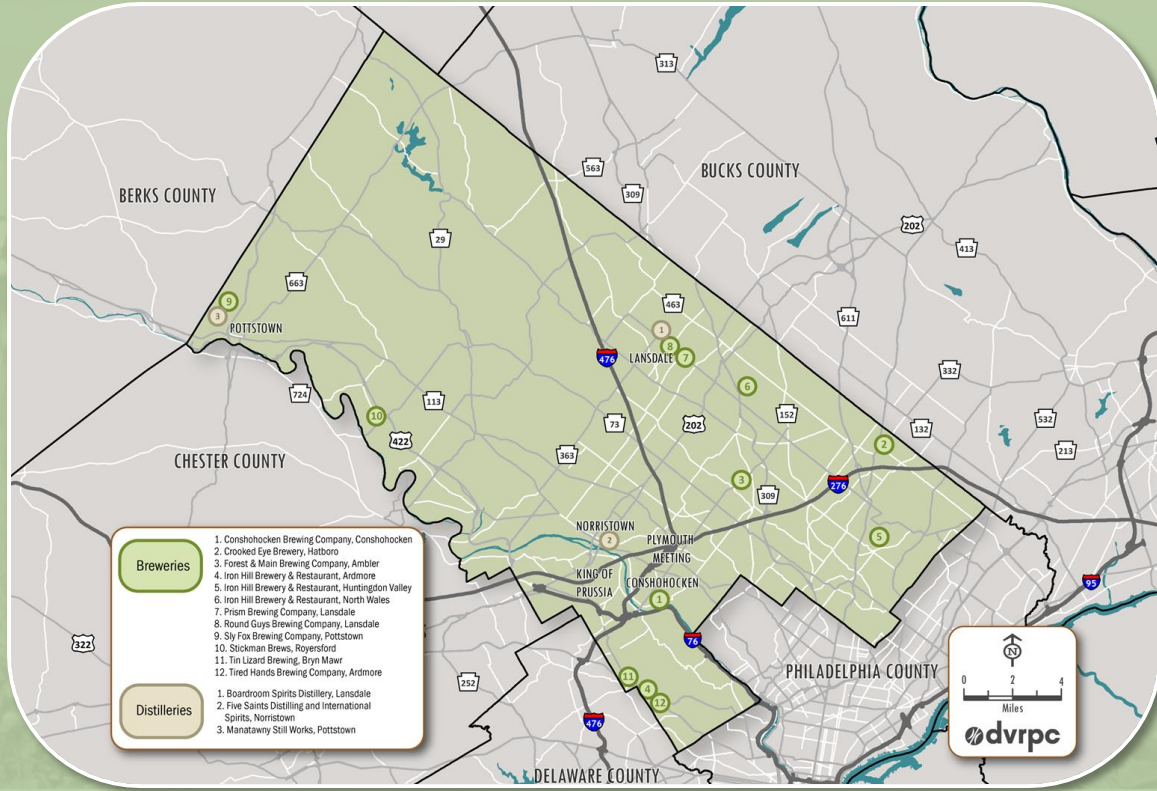 313
563
BUCKS COUNTY
BERKS COUNTY
309
202
29
413
663
9
463
3
611
POTTSTOWN
1
8
LANSDALE
7
476
332
6
724
113
10
152
73
202
532
132
422
2
213
363
CHESTER COUNTY
3
276
309
NORRISTOWN
2
PLYMOUTH
MEETING
5
KING OF
PRUSSIA
CONSHOHOCKEN
1
95
76
322
PHILADELPHIA COUNTY
252
11
4
12
476
DELAWARE COUNTY
Breweries
1. Conshohocken Brewing Company, Conshohocken
2. Crooked Eye Brewery, Hatboro
3. Forest & Main Brewing Company, Ambler
4. Iron Hill Brewery & Restaurant, Ardmore
5. Iron Hill Brewery & Restaurant, Huntingdon Valley
6. Iron Hill Brewery & Restaurant, North Wales
7. Prism Brewing Company, Lansdale
8. Round Guys Brewing Company, Lansdale
9. Sly Fox Brewing Company, Pottstown
10. Stickman Brews, Royersford
11. Tin Lizard Brewing, Bryn Mawr
12. Tired Hands Brewing Company, Ardmore
Distilleries
1. Boardroom Spirits Distillery, Lansdale
2. Five Saints Distilling and International
Spirits, Norristown
3. Manatawny Still Works, Pottstown
N
0 2 4
Miles
dvrpc